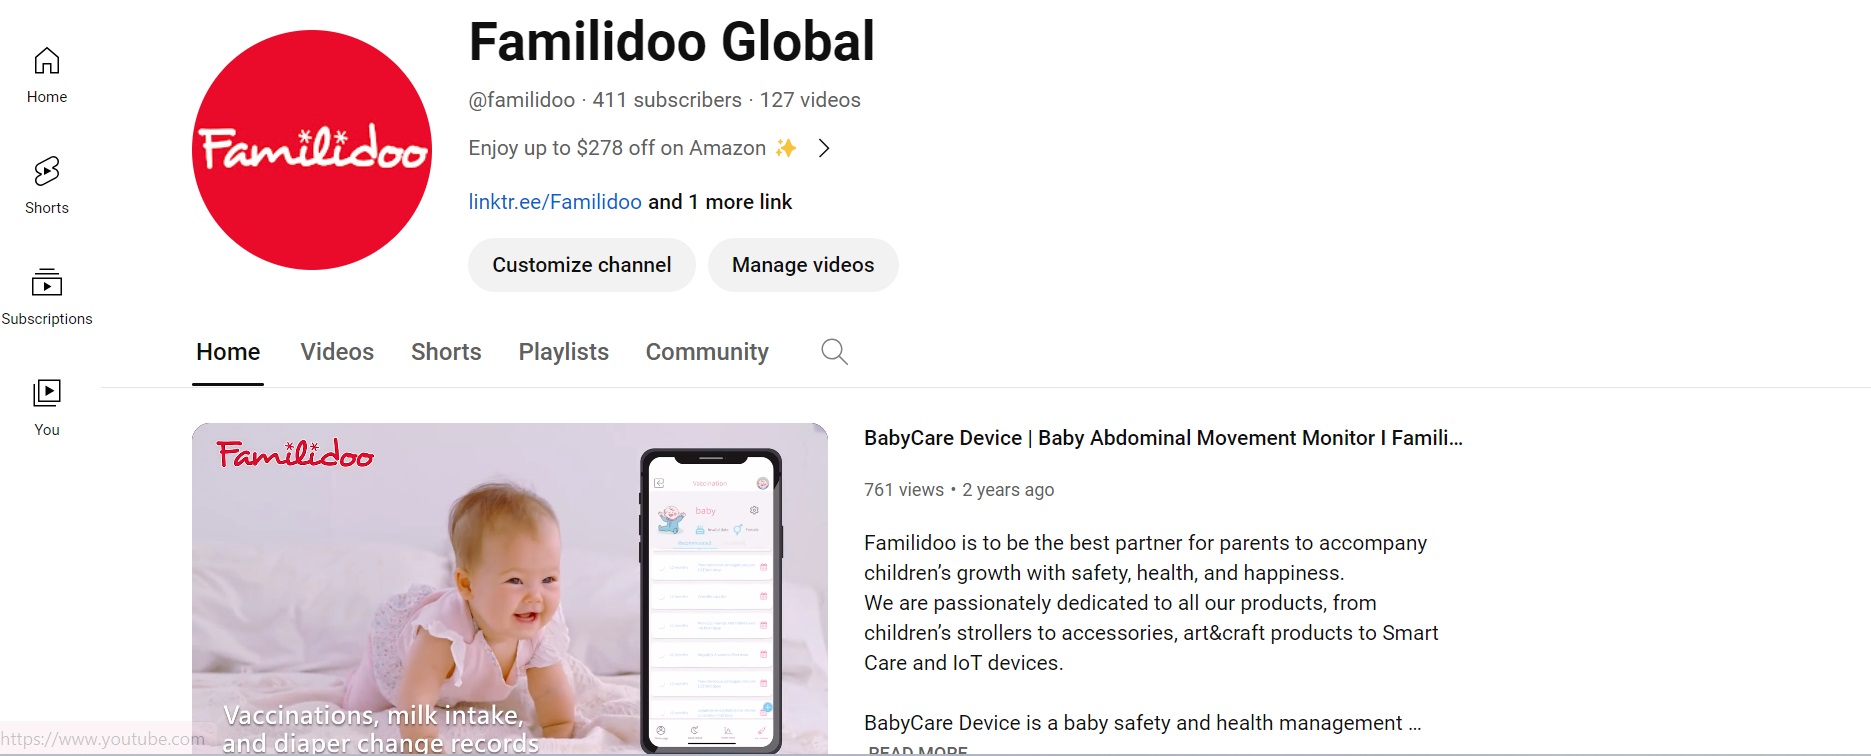 Familidoo Global
@familidoo · 411 subscribers · 127 videos
Enjoy up to $278 off on Amazon ✨
linktr.ee/Familidoo and 1 more link
Customize channel
Manage videos
Familidoo
Home
Shorts
Subscriptions
You
Home
Videos
Shorts
Playlists
Community
Familidoo
Vaccination
baby
Vaccinations, milk intake,
and diaper change records
BabyCare Device | Baby Abdominal Movement Monitor I Famili...
761 views • 2 years ago
Familidoo is to be the best partner for parents to accompany
children’s growth with safety, health, and happiness.
We are passionately dedicated to all our products, from
children’s strollers to accessories, art&craft products to Smart
Care and IoT devices.
BabyCare Device is a baby safety and health management ...
READ MORE
https://www.youtube.com